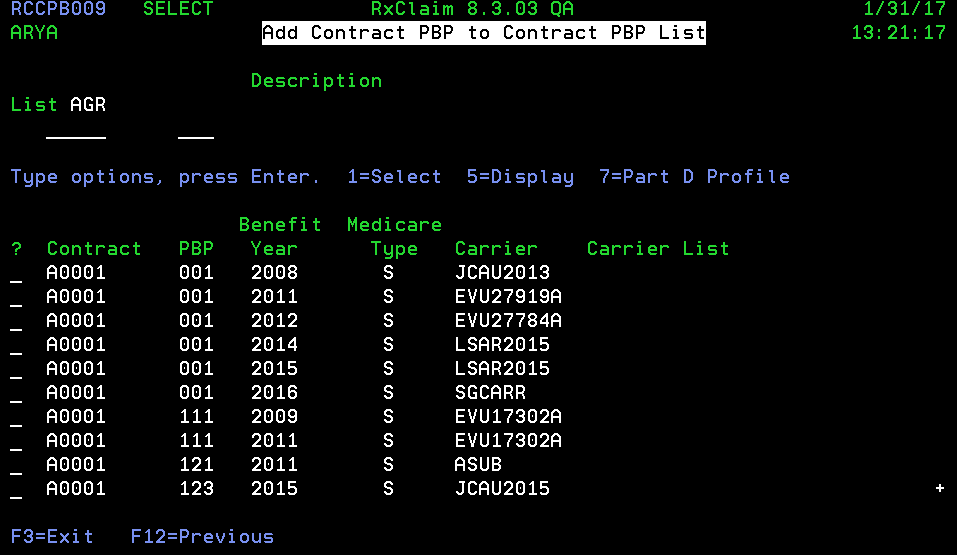 RCCPB009 SELECT RxClaim 8.3.03 QA 1/31/17
ARYA Add Contract PBP to Contract PBP List 13:21:17
Description
List AGR
Type options, press Enter. 1=Select 5=Display 7=Part D Profile
Benefit Medicare
? Contract PBP Year Type Carrier Carrier List
_ A0001 001 2008 S JCAU2013
_ A0001 001 2011 S EVU27919A
_ A0001 001 2012 S EVU27784A
_ A0001 001 2014 S LSAR2015
_ A0001 001 2015 S LSAR2015
_ A0001 001 2016 S SGCARR
_ A0001 111 2009 S EVU17302A
_ A0001 111 2011 S EVU17302A
_ A0001 121 2011 S ASUB
_ A0001 123 2015 S JCAU2015 +
F3=Exit F12=Previous